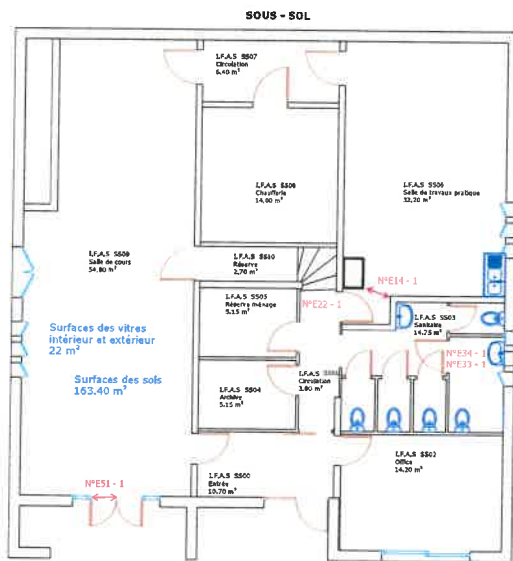 SOUS - SOL
I.F.A.S SS07
Circulation
6.40 m²
I.F.A.S SS08
Chaufferie
14.00 m²
I.F.A.S SS06
Salle de travaux pratique
32,20 m²
I.F.A.S SS09
Salle de cours
54.80 m²
I.F.A.S SS10
Réserve
2,70 m²
N°E14 - 1
I.F.A.S SS05
Réserve ménage
5.15 m²
N°E22 - 1
I.F.A.S SS03
Sanitaire
14.75 m²
Surfaces des vitres
intérieur et extérieur
22 m²
N°E34 - 1
N°E33 - 1
Surfaces des sols
163.40 m²
I.F.A.S
Circulation
3.80 m²
I.F.A.S SS04
Archive
5.15 m²
I.F.A.S SS02
Office
14.20 m²
I.F.A.S SS00
Entrée
10.70 m²
N°E51 - 1